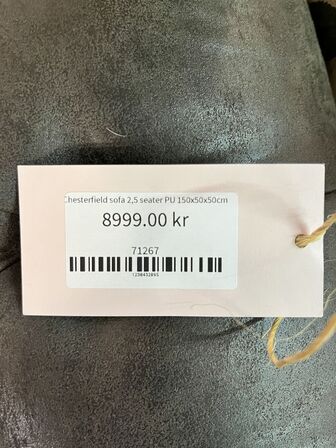 Chesterfield sofa 2,5 seater PU 150x50x50cm
8999.00 kr
71267